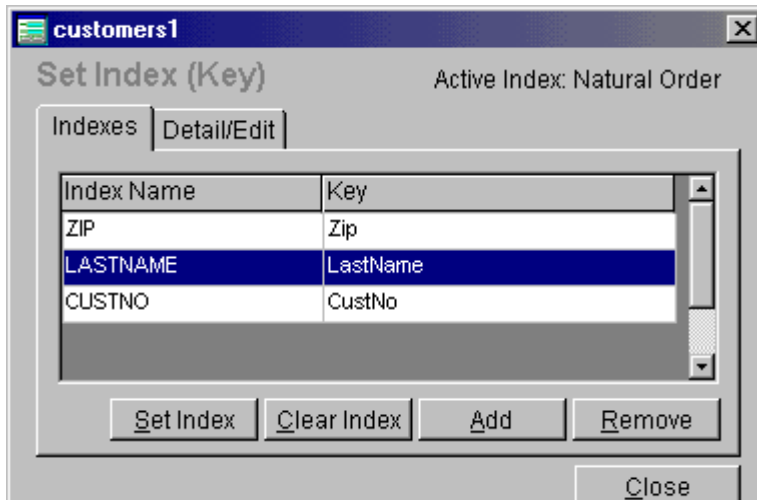 customers1
Set Index (Key) Active Index: Natural Order
Indexes Detail/Edit
Index Name Key
ZIP Zip
LASTNAME LastName
CUSTNO CustNo
Set Index Clear Index Add Remove
Close